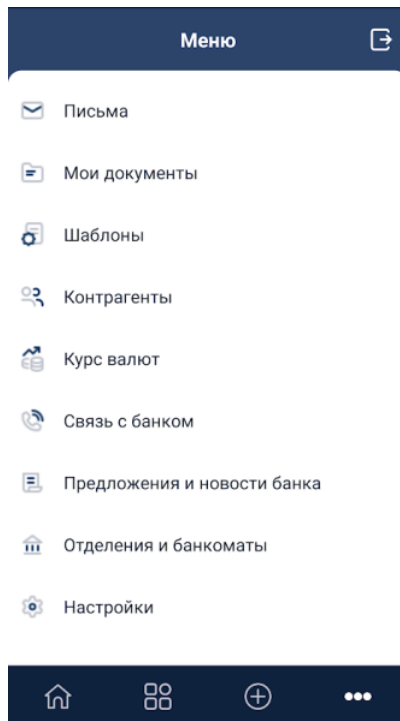 Меню
Письма
Мои документы
Шаблоны
Контрагенты
Курс валют
Связь с банком
Предложения и новости банка
Отделения и банкоматы
Настройки